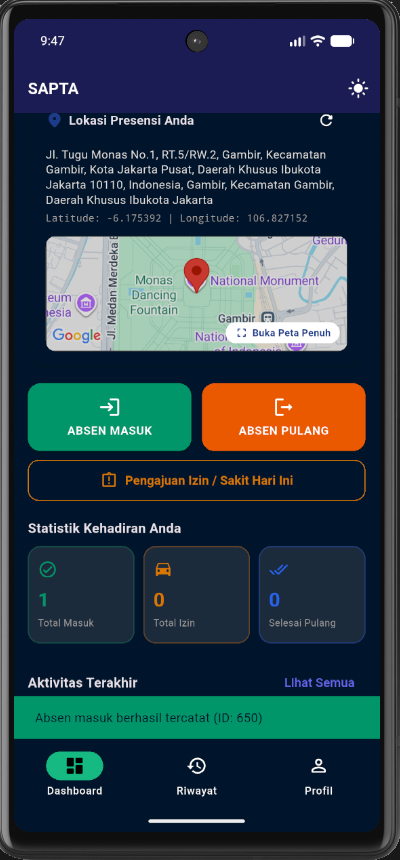 9:47
SAPTA
Lokasi Presensi Anda
Jl. Tugu Monas No.1, RT.5/RW.2, Gambir, Kecamatan
Gambir, Kota Jakarta Pusat, Daerah Khusus Ibukota
Jakarta 10110, Indonesia, Gambir, Kecamatan Gambir,
Daerah Khusus Ibukota Jakarta
Latitude: -6.175392 | Longitude: 106.827152
Jl. Medan Merdeka B
Gedun
Monas
Dancing
Fountain
National Monument
eum
nesia
Gambir
Google
Natio
of Indonesia
Buka Peta Penuh
ABSEN MASUK
ABSEN PULANG
Pengajuan Izin / Sakit Hari Ini
Statistik Kehadiran Anda
1
0
0
Total Masuk
Total Izin
Selesai Pulang
Aktivitas Terakhir
Lihat Semua
Absen masuk berhasil tercatat (ID: 650)
Dashboard
Riwayat
Profil